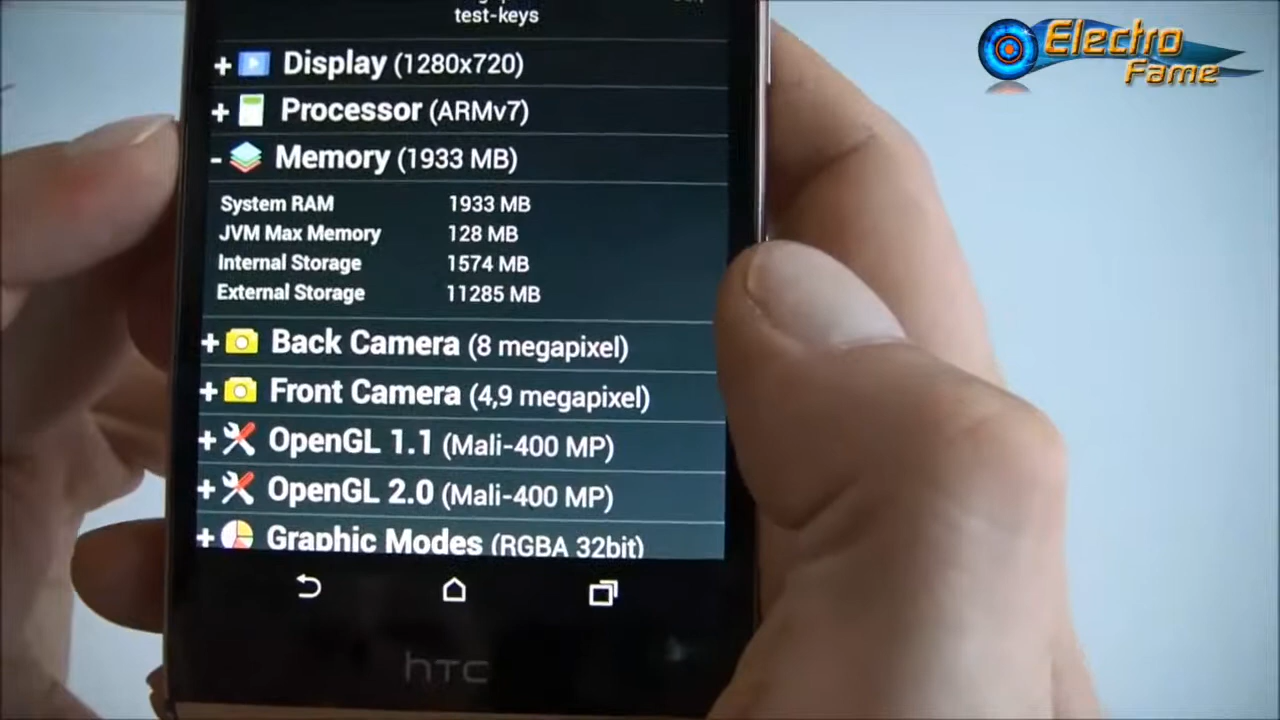 test-keys
Electro
Fame
+ Display (1280x720)
+ Processor (ARMv7)
- Memory (1933 MB)
System RAM 1933 MB
JVM Max Memory 128 MB
Internal Storage 1574 MB
External Storage 11285 MB
+ Back Camera (8 megapixel)
+ Front Camera (4,9 megapixel)
+ OpenGL 1.1 (Mali-400 MP)
+ OpenGL 2.0 (Mali-400 MP)
+ Graphic Modes (RGBA 32bit)
hTC